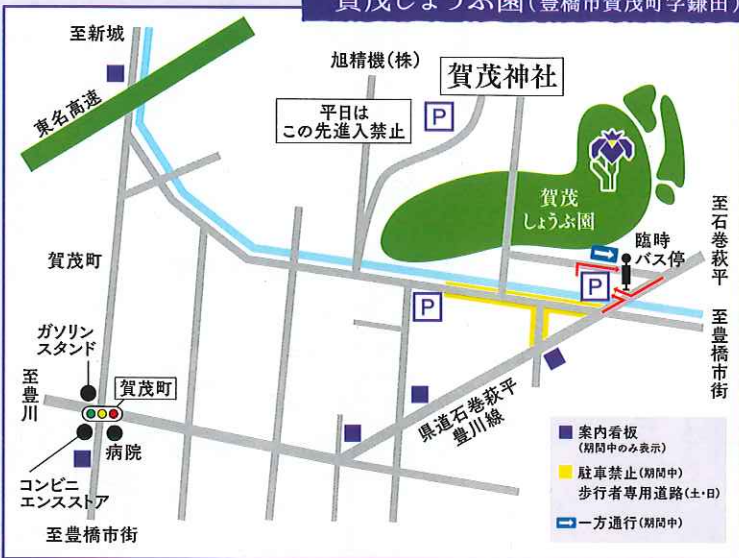 賀茂しょうぶ園(豊橋市賀茂町字鎌田)
至新城
東名高速
旭精機(株)
賀茂神社
平日は
この先進入禁止
P
賀茂
しょうぶ園
臨時
バス停
至石巻萩平
賀茂町
P
P
至豊橋市街
ガソリン
スタンド
至豊川
賀茂町
県道石巻萩平
豊川線
病院
コンビニ
エンスストア
至豊橋市街
案内看板
(期間中のみ表示)
駐車禁止(期間中)
歩行者専用道路(土・日)
一方通行(期間中)